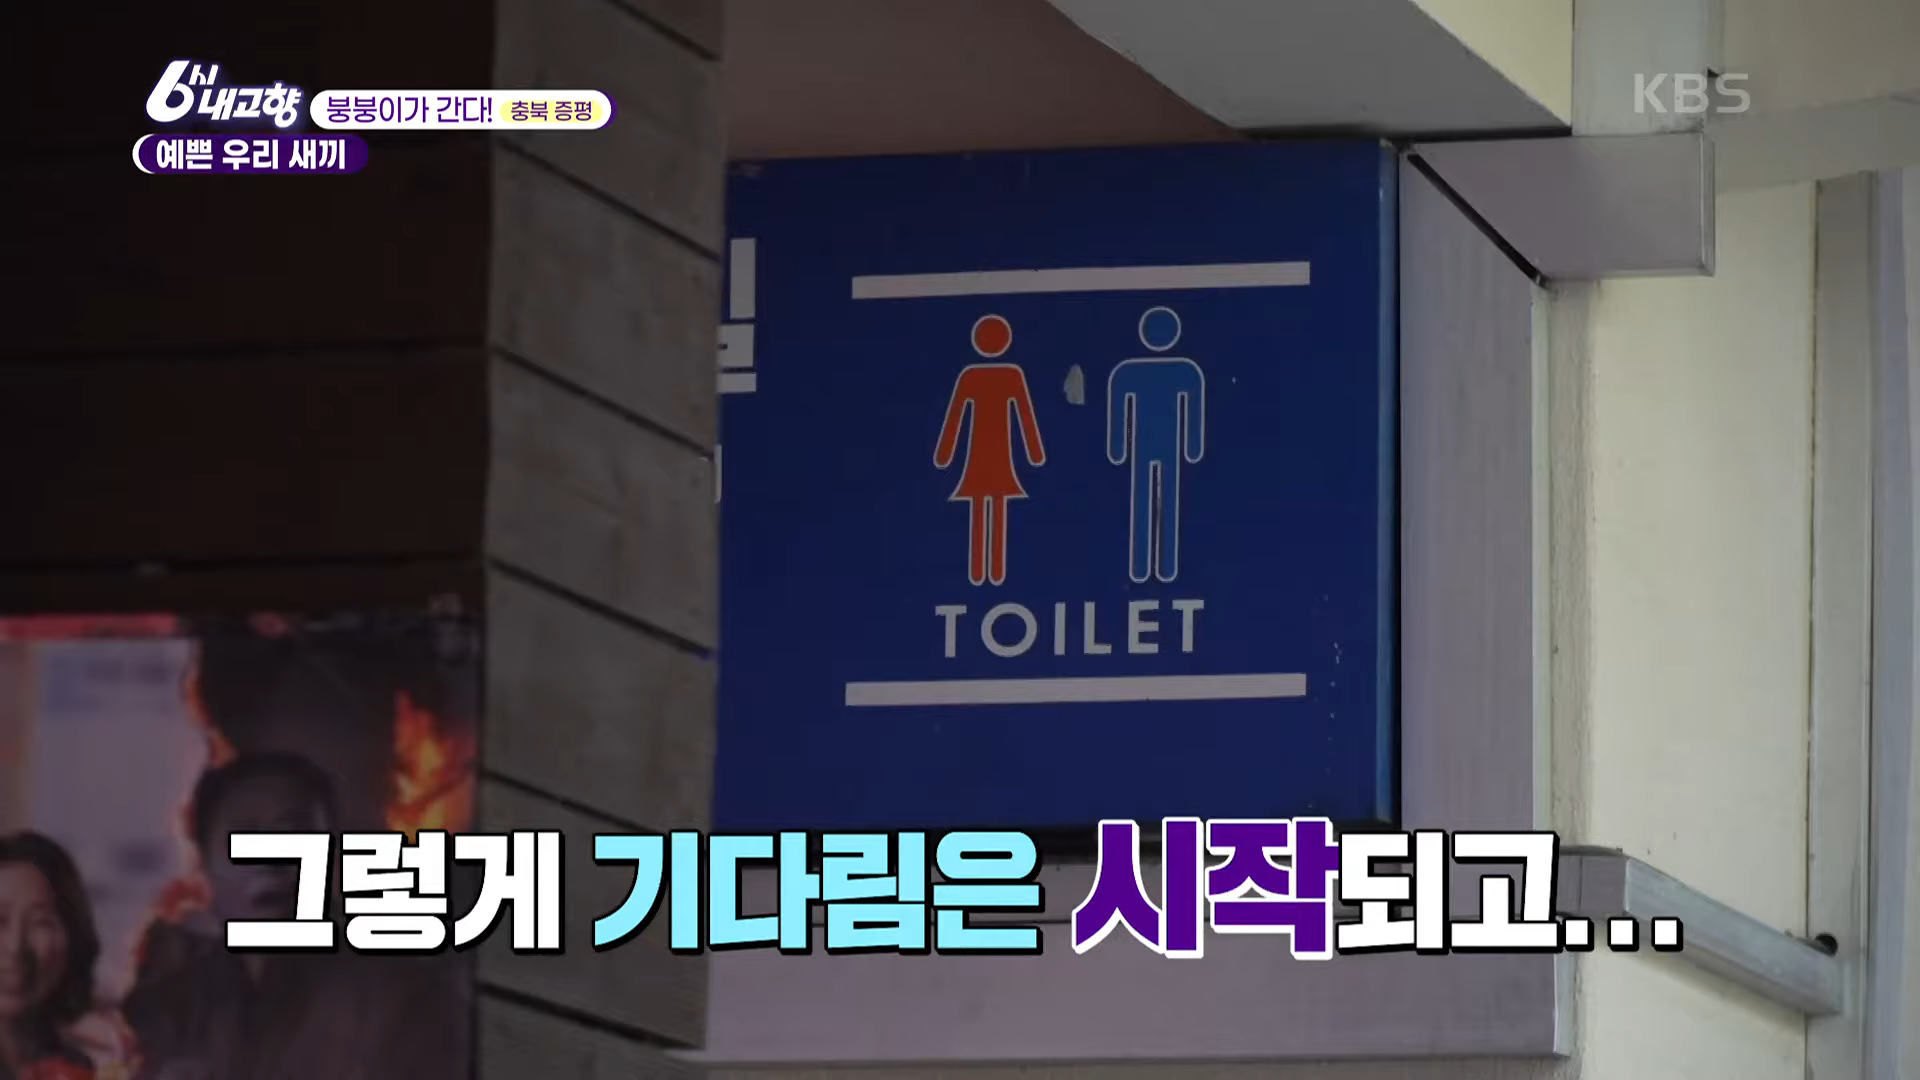 6시 내고향 붕붕이가 간다! 충북 증평
KBS
예쁜 우리 새끼
TOILET
그렇게 기다림은 시작되고...